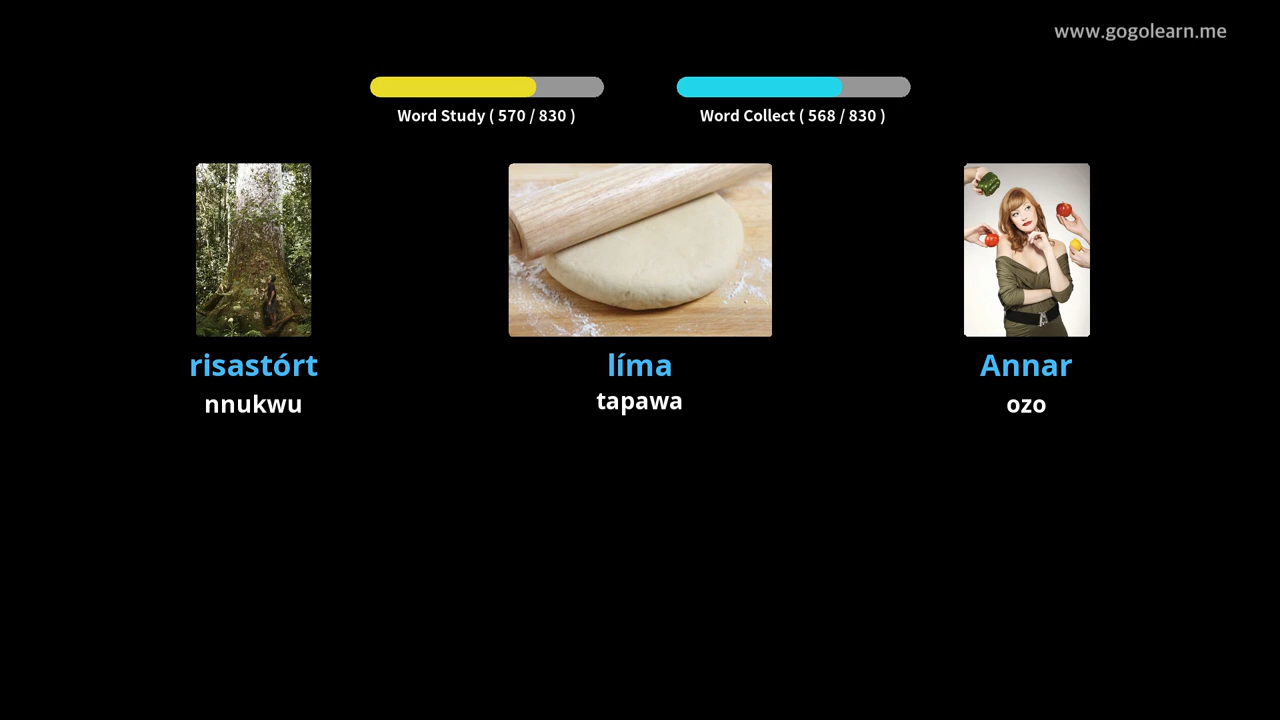 www.gogolearn.me
Word Study ( 570 / 830 )
Word Collect ( 568 / 830 )
risastórt
líma
Annar
nnukwu
tapawa
ozo